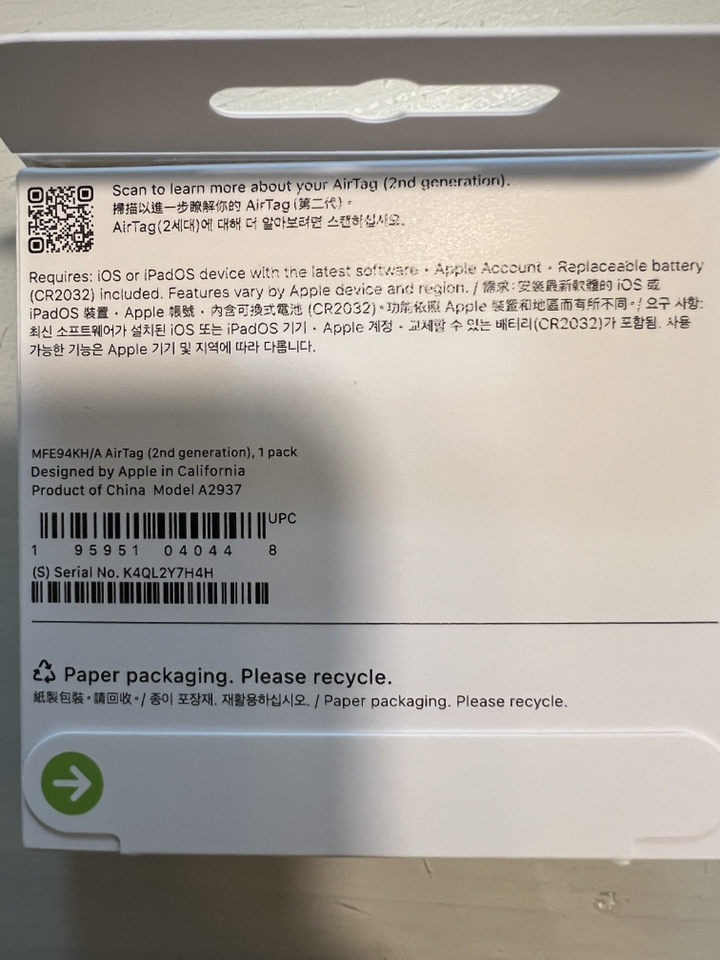 Scan to learn more about your AirTag (2nd generation).
掃描以進一步瞭解你的 AirTag (第二代)。
AirTag(2세대)에 대해 더 알아보려면 스캔하십시오.
Requires: iOS or iPadOS device with the latest software • Apple Account • Replaceable battery
(CR2032) included. Features vary by Apple device and region. / 需求：安裝最新軟體的 iOS 或
iPadOS 裝置 • Apple 帳號 • 內含可換式電池 (CR2032)。功能依照 Apple 裝置和地區而有所不同。/ 요구 사항:
최신 소프트웨어가 설치된 iOS 또는 iPadOS 기기 • Apple 계정 • 교체할 수 있는 배터리(CR2032)가 포함됨. 사용
가능한 기능은 Apple 기기 및 지역에 따라 다릅니다.
MFE94KH/A AirTag (2nd generation), 1 pack
Designed by Apple in California
Product of China Model A2937
UPC
1 95951 04044 8
(S) Serial No. K4QL2Y7H4H
Paper packaging. Please recycle.
紙製包裝。請回收。/ 종이 포장재. 재활용하십시오. / Paper packaging. Please recycle.